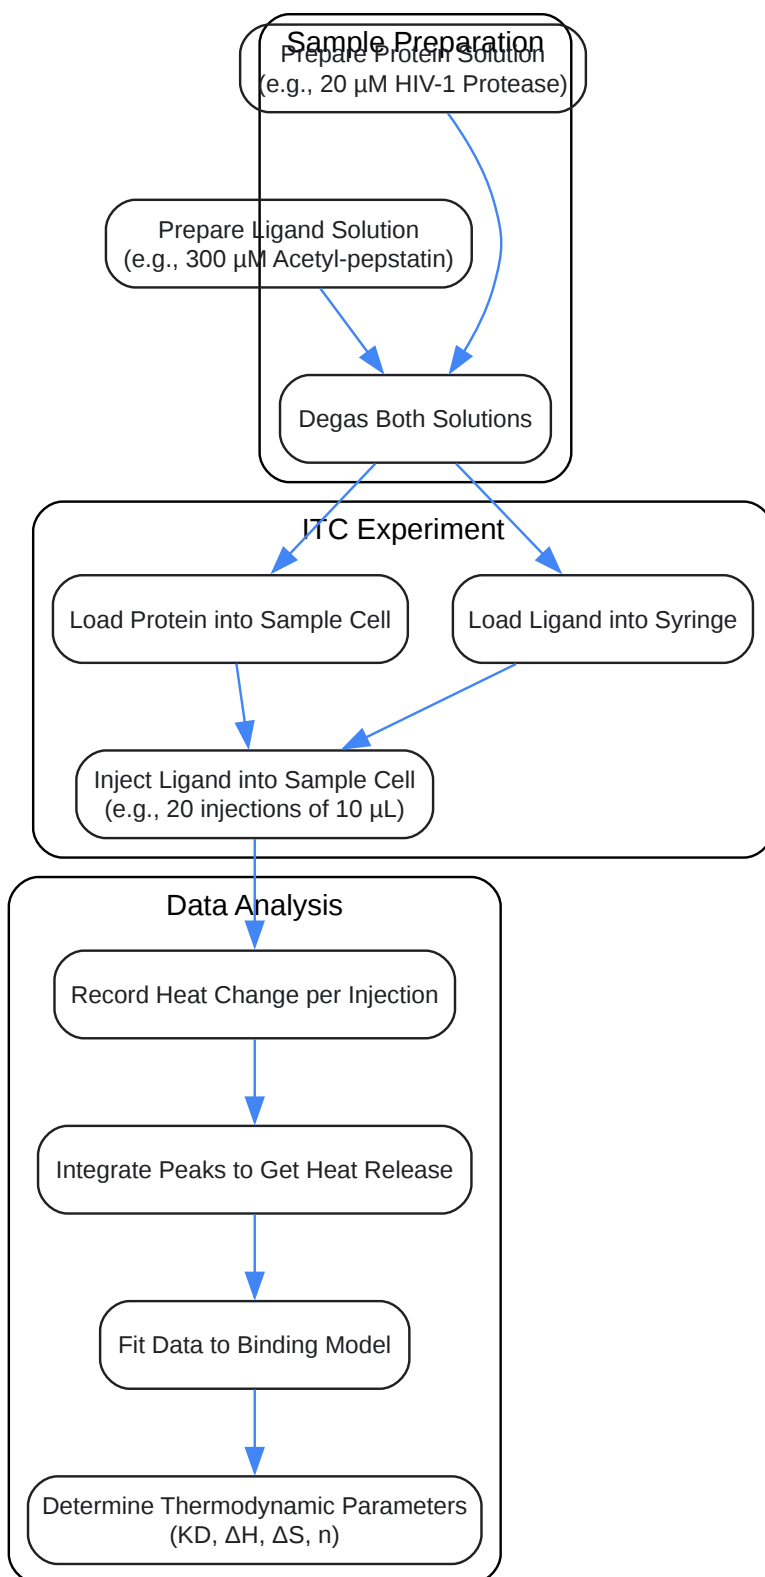 Sample Preparation
Prepare Protein Solution
(e.g., 20 µM HIV-1 Protease)
Prepare Ligand Solution
(e.g., 300 µM Acetyl-pepstatin)
Degas Both Solutions
ITC Experiment
Load Protein into Sample Cell
Load Ligand into Syringe
Inject Ligand into Sample Cell
(e.g., 20 injections of 10 µL)
Data Analysis
Record Heat Change per Injection
Integrate Peaks to Get Heat Release
Fit Data to Binding Model
Determine Thermodynamic Parameters
(KD, ΔH, ΔS, n)